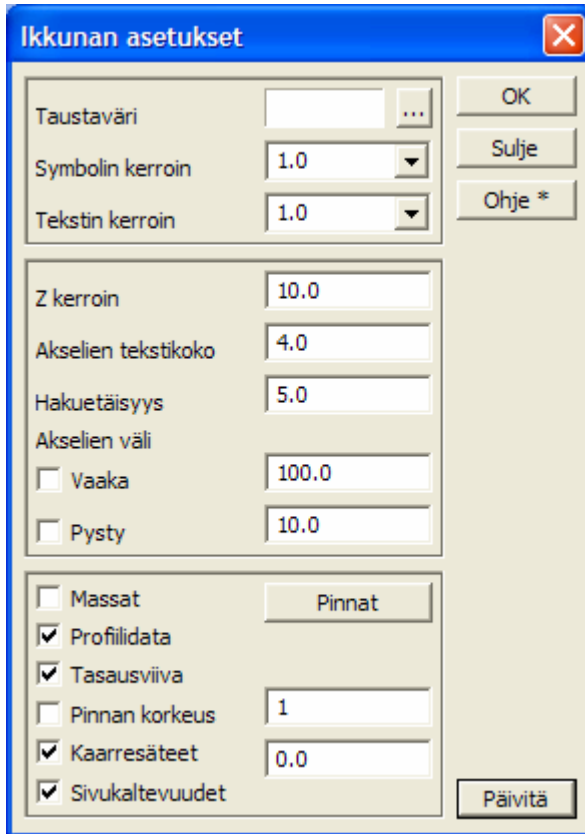 Ikkunan asetukset
Taustaväri ...
Symbolin kerroin 1.0
Tekstin kerroin 1.0
OK
Sulje
Ohje *
Z kerroin 10.0
Akselien tekstikoko 4.0
Hakuetäisyys 5.0
Akselien väli
Vaaka 100.0
Pysty 10.0
Massat Pinnat
Profiilidata
Tasausviiva
Pinnan korkeus 1
Kaarresäteet 0.0
Sivukaltevuudet
Päivitä